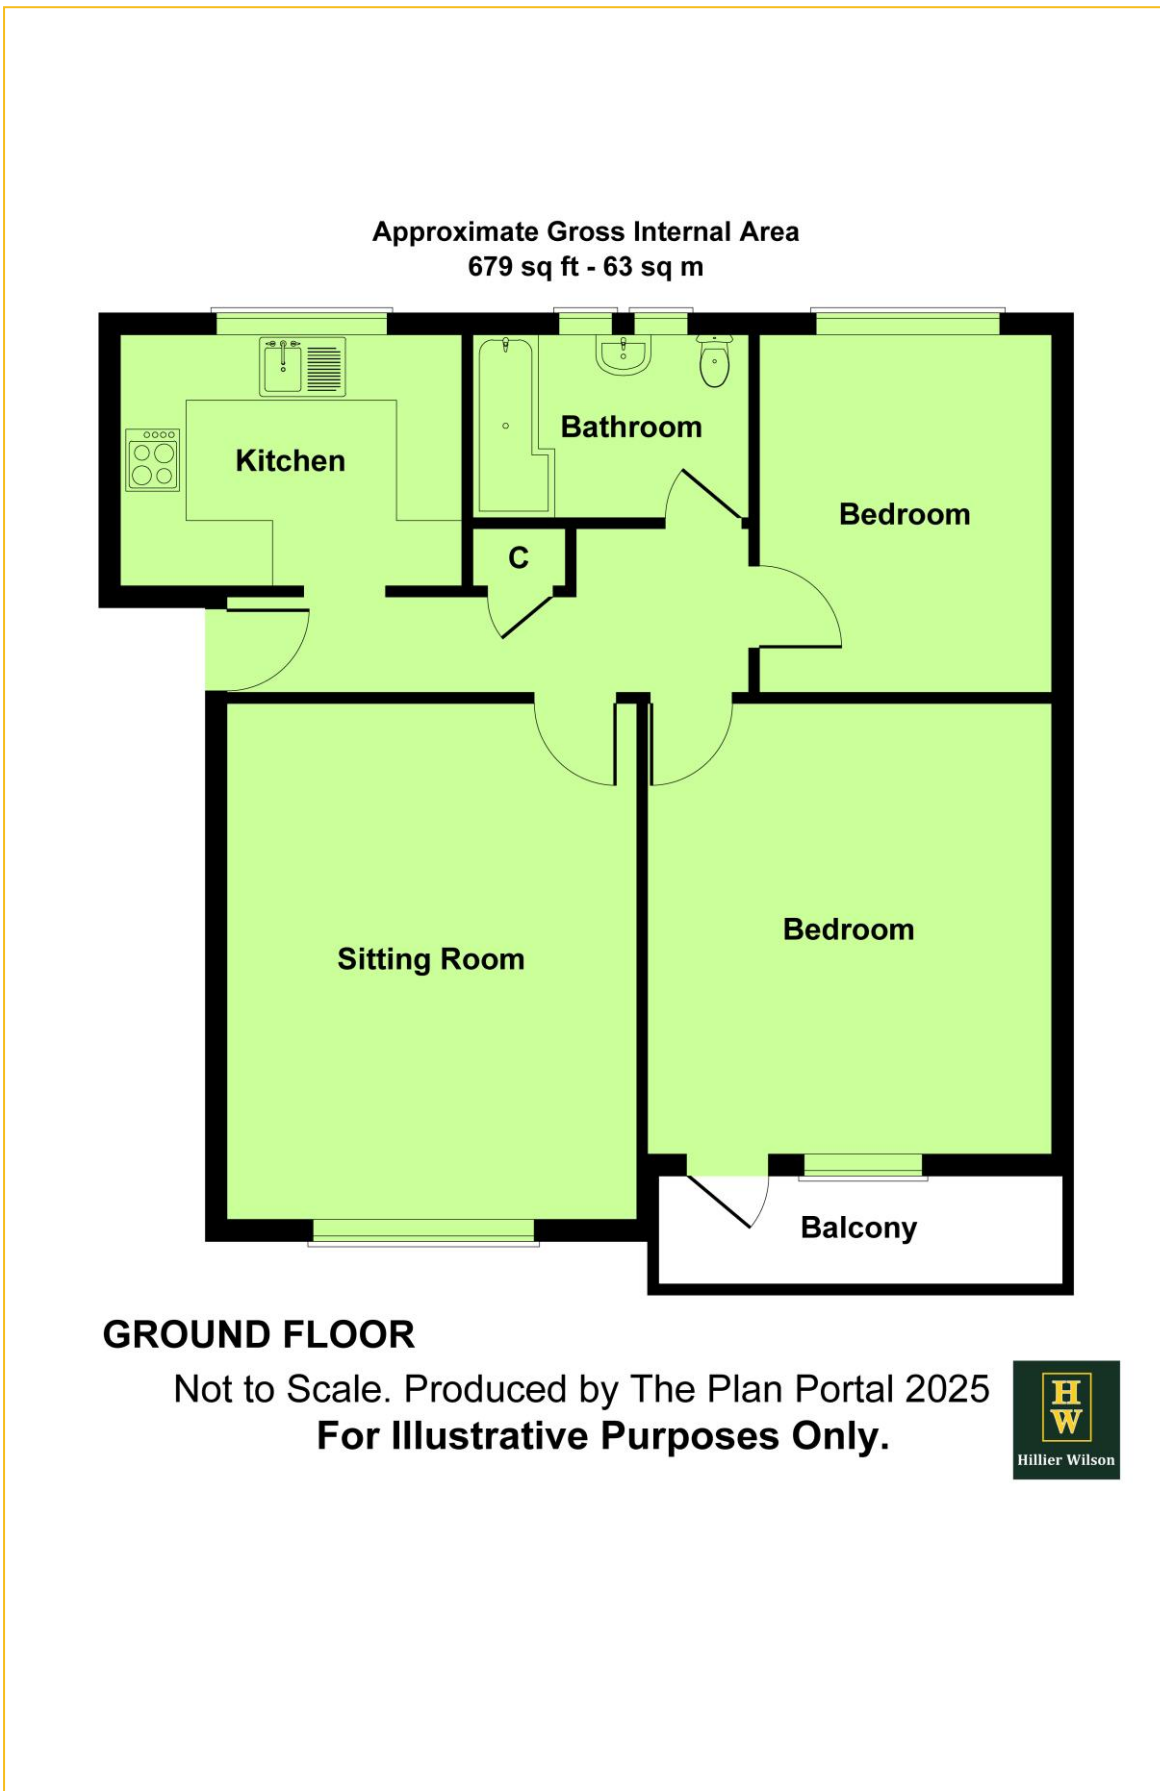 Approximate Gross Internal Area
679 sq ft - 63 sq m
Kitchen
Bathroom
Bedroom
C
Sitting Room
Bedroom
Balcony
GROUND FLOOR
Not to Scale. Produced by The Plan Portal 2025
For Illustrative Purposes Only.
H
W
Hillier Wilson